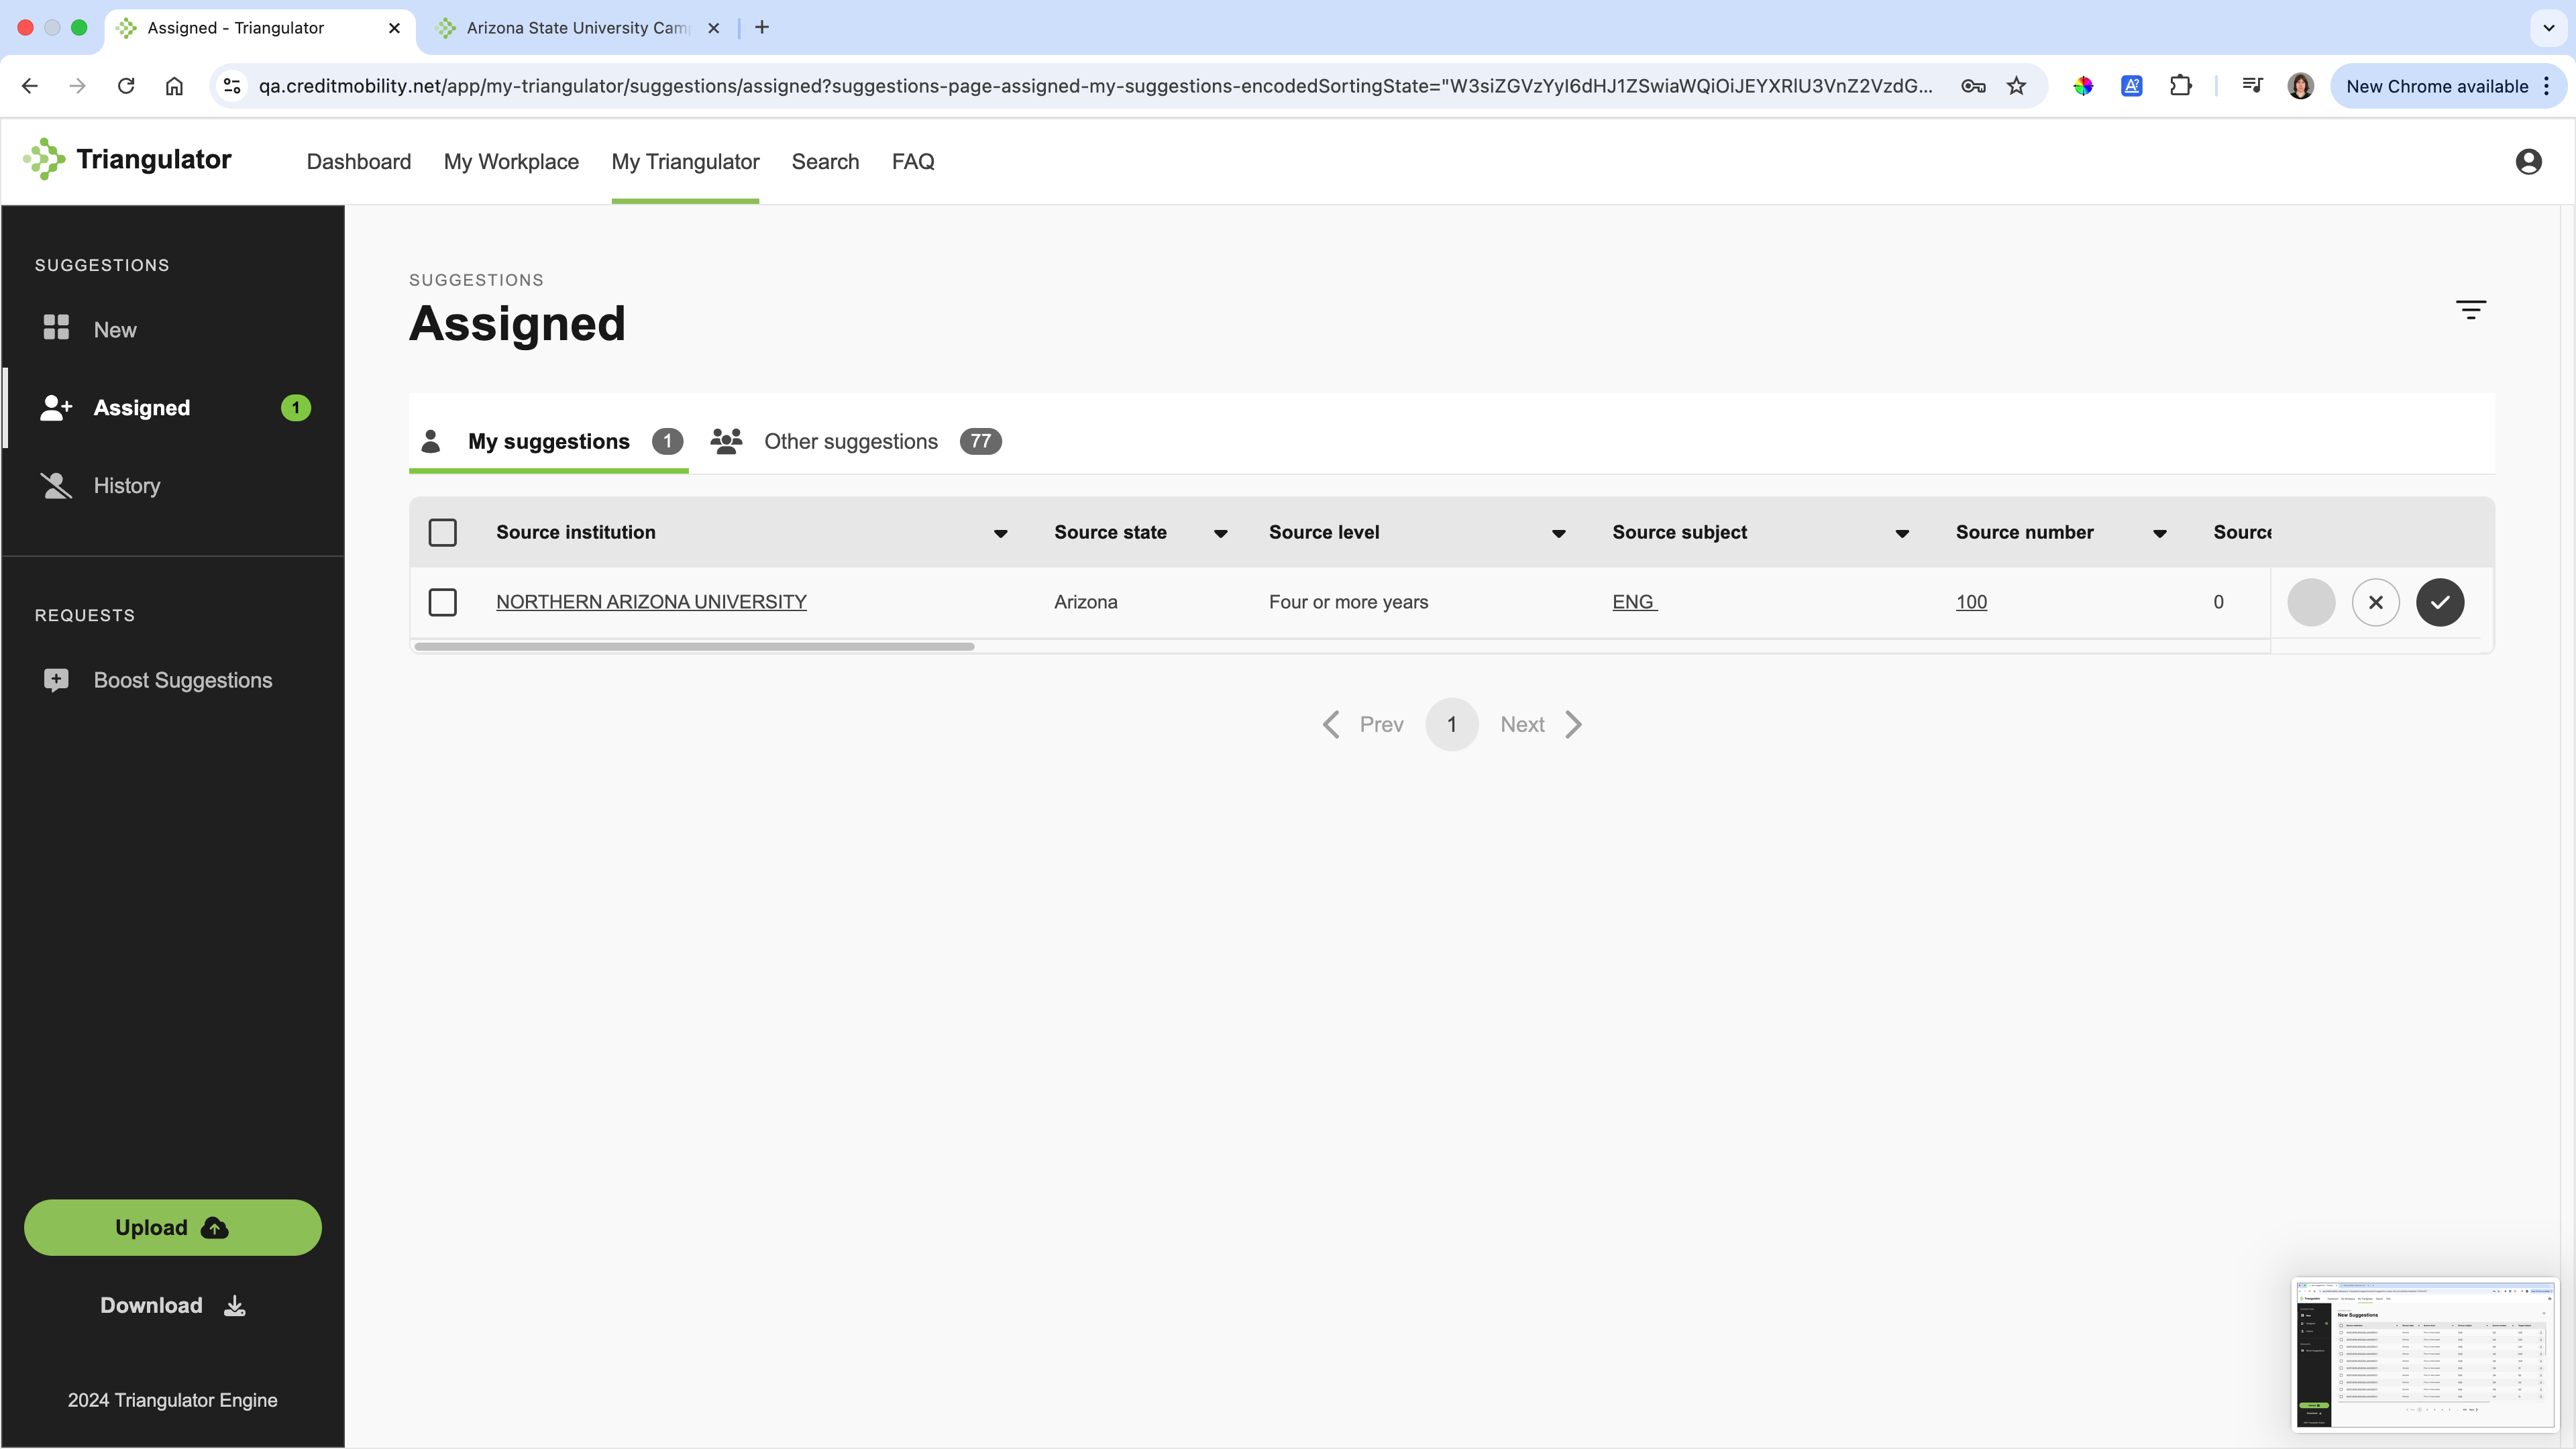 Assigned - Triangulator
Arizona State University Cam
qa.creditmobility.net/app/my-triangulator/suggestions/assigned?suggestions-page-assigned-my-suggestions-encodedSortingState="W3siZGVzYyI6dHJ1ZSwiaWQiOiJEYXRlU3VnZ2VzdG...
New Chrome available
Triangulator
Dashboard
My Workplace
My Triangulator
Search
FAQ
SUGGESTIONS
New
Assigned 1
History
REQUESTS
Boost Suggestions
Upload
Download
2024 Triangulator Engine
SUGGESTIONS
Assigned
My suggestions 1
Other suggestions 77
Source institution Source state Source level Source subject Source number Source
NORTHERN ARIZONA UNIVERSITY Arizona Four or more years ENG 100 0
Prev 1 Next
New Suggestions